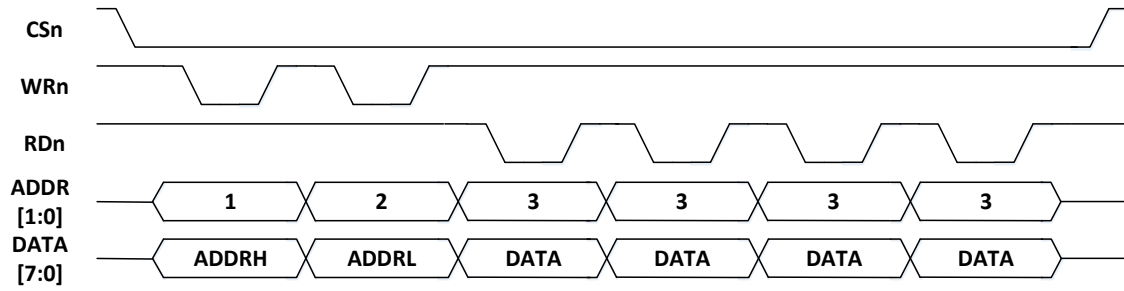 CSn
WRn
RDn
ADDR
[1:0]
1 2 3 3 3 3
DATA
[7:0]
ADDRH ADDRL DATA DATA DATA DATA